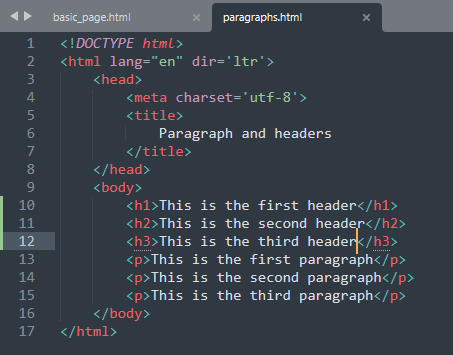 basic_page.html × paragraphs.html ×
1 <!DOCTYPE html>
2 <html lang="en" dir='ltr'>
3 <head>
4 <meta charset='utf-8'>
5 <title>
6 Paragraph and headers
7 </title>
8 </head>
9 <body>
10 <h1>This is the first header</h1>
11 <h2>This is the second header</h2>
12 <h3>This is the third header</h3>
13 <p>This is the first paragraph</p>
14 <p>This is the second paragraph</p>
15 <p>This is the third paragraph</p>
16 </body>
17 </html>